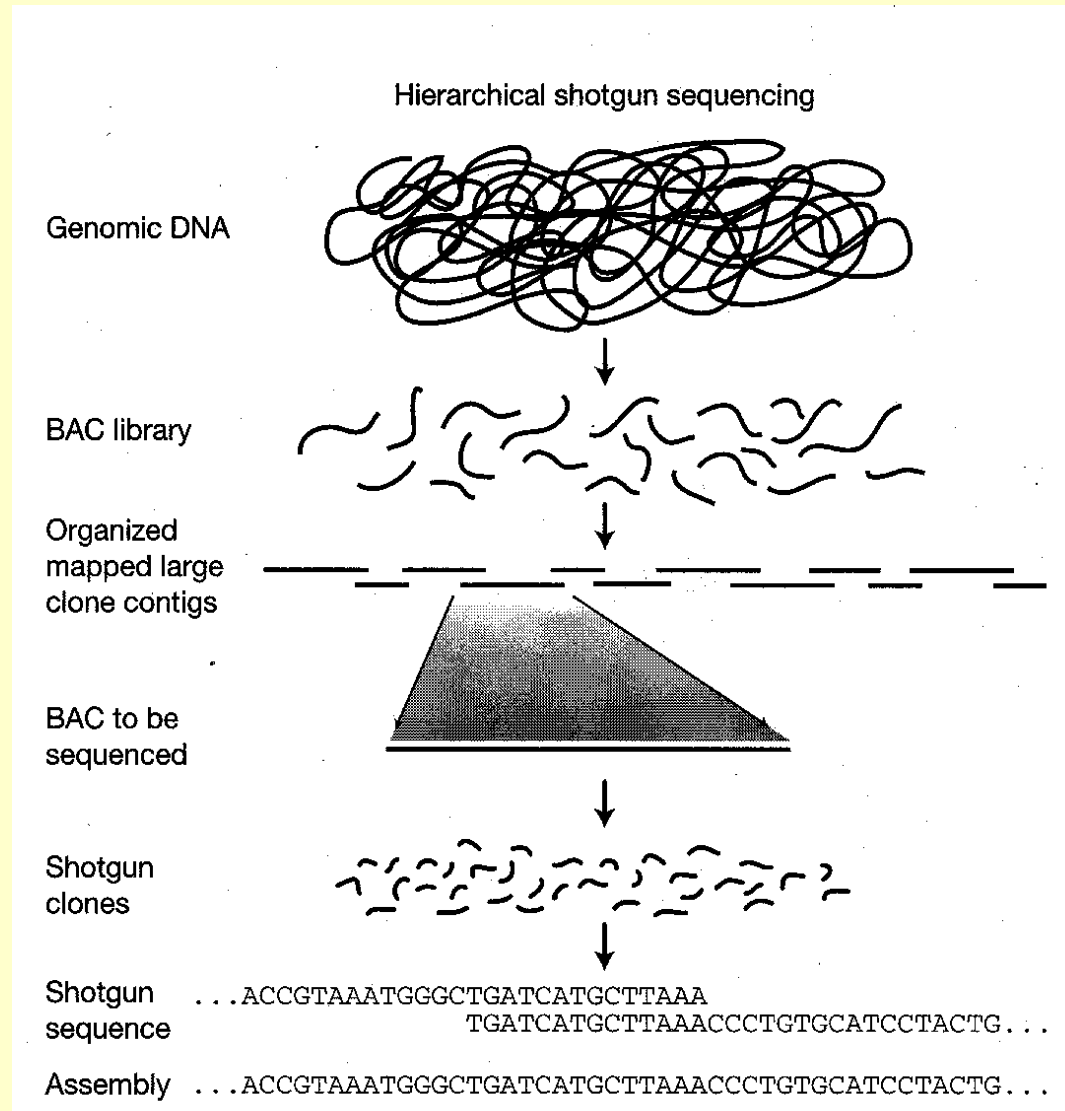 Hierarchical shotgun sequencing
Genomic DNA
BAC library
Organized
mapped large
clone contigs
BAC to be
sequenced
Shotgun
clones
Shotgun
sequence
...ACCGTAAATGGGCTGATCATGCTTAAA
TGATCATGCTTAAACCCTGTGCATCCTACTG...
Assembly ...ACCGTAAATGGGCTGATCATGCTTAAACCCTGTGCATCCTACTG...